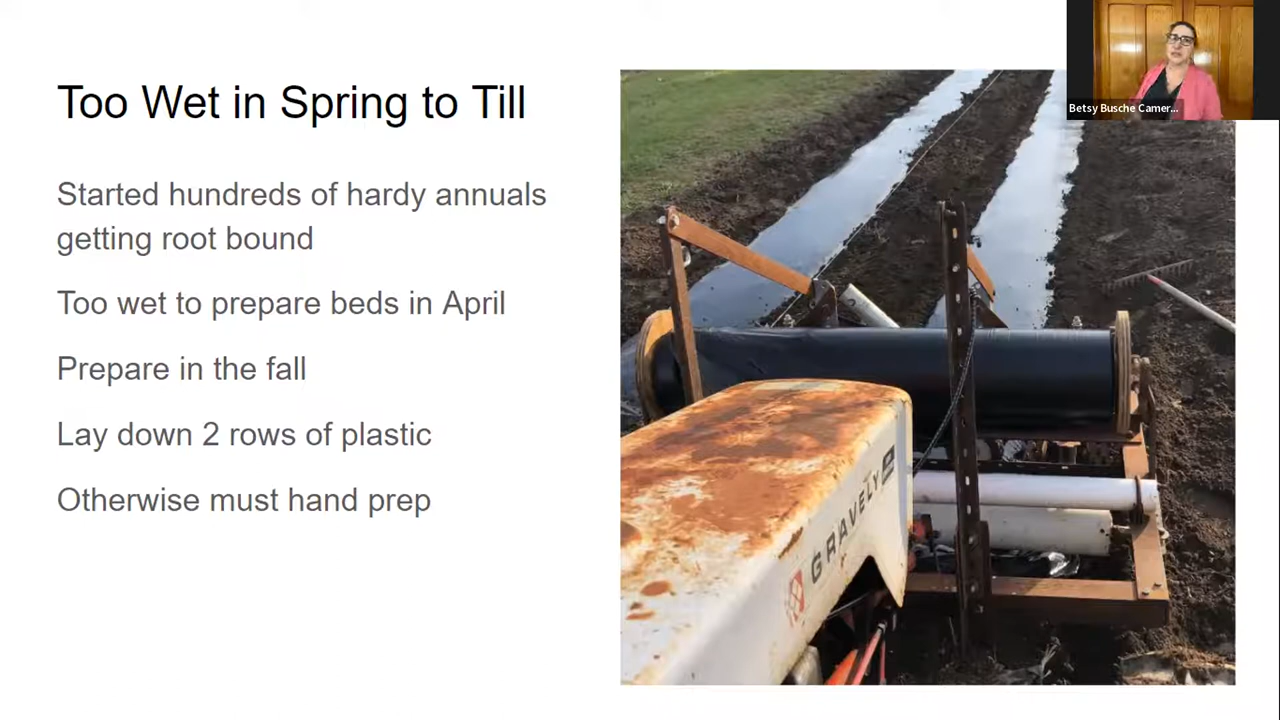 Too Wet in Spring to Till
Started hundreds of hardy annuals
getting root bound
Too wet to prepare beds in April
Prepare in the fall
Lay down 2 rows of plastic
Otherwise must hand prep
GRAVELY
Betsy Busche Camer...